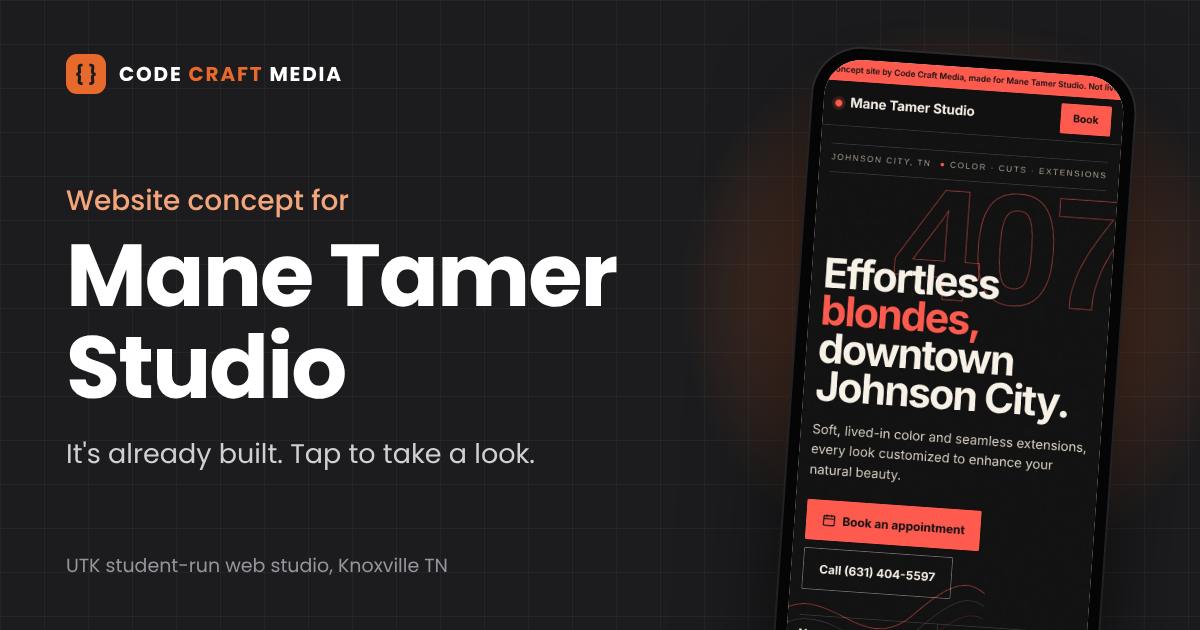 { } CODE CRAFT MEDIA
Website concept for
Mane Tamer
Studio
It's already built. Tap to take a look.
UTK student-run web studio, Knoxville TN
concept site by Code Craft Media, made for Mane Tamer Studio. Not
Mane Tamer Studio
Book
JOHNSON CITY, TN • COLOR · CUTS · EXTENSIONS
407
Effortless
blondes,
downtown
Johnson City.
Soft, lived-in color and seamless extensions,
every look customized to enhance your
natural beauty.
Book an appointment
Call (631) 404-5597